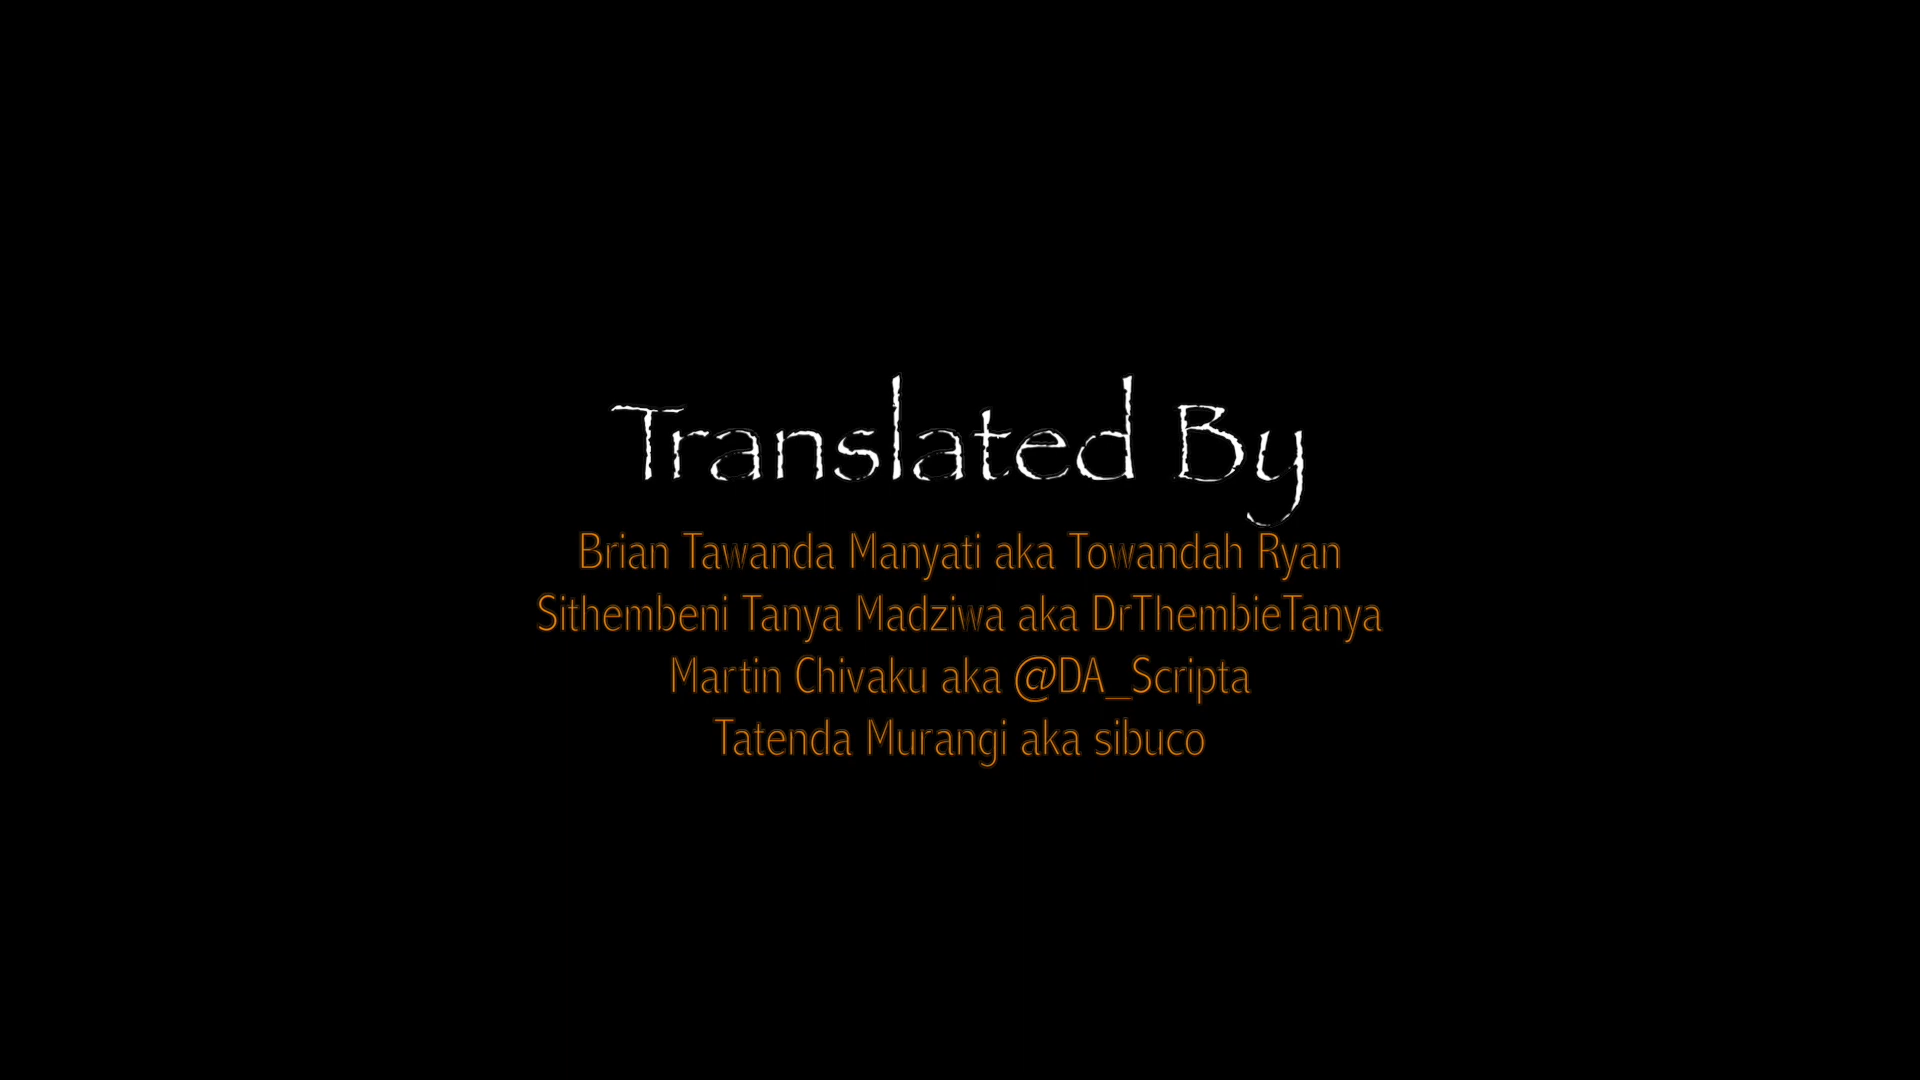 Translated By
Brian Tawanda Manyati aka Towandah Ryan
Sithembeni Tanya Madziwa aka DrThembieTanya
Martin Chivaku aka @DA_Scripta
Tatenda Murangi aka sibuco